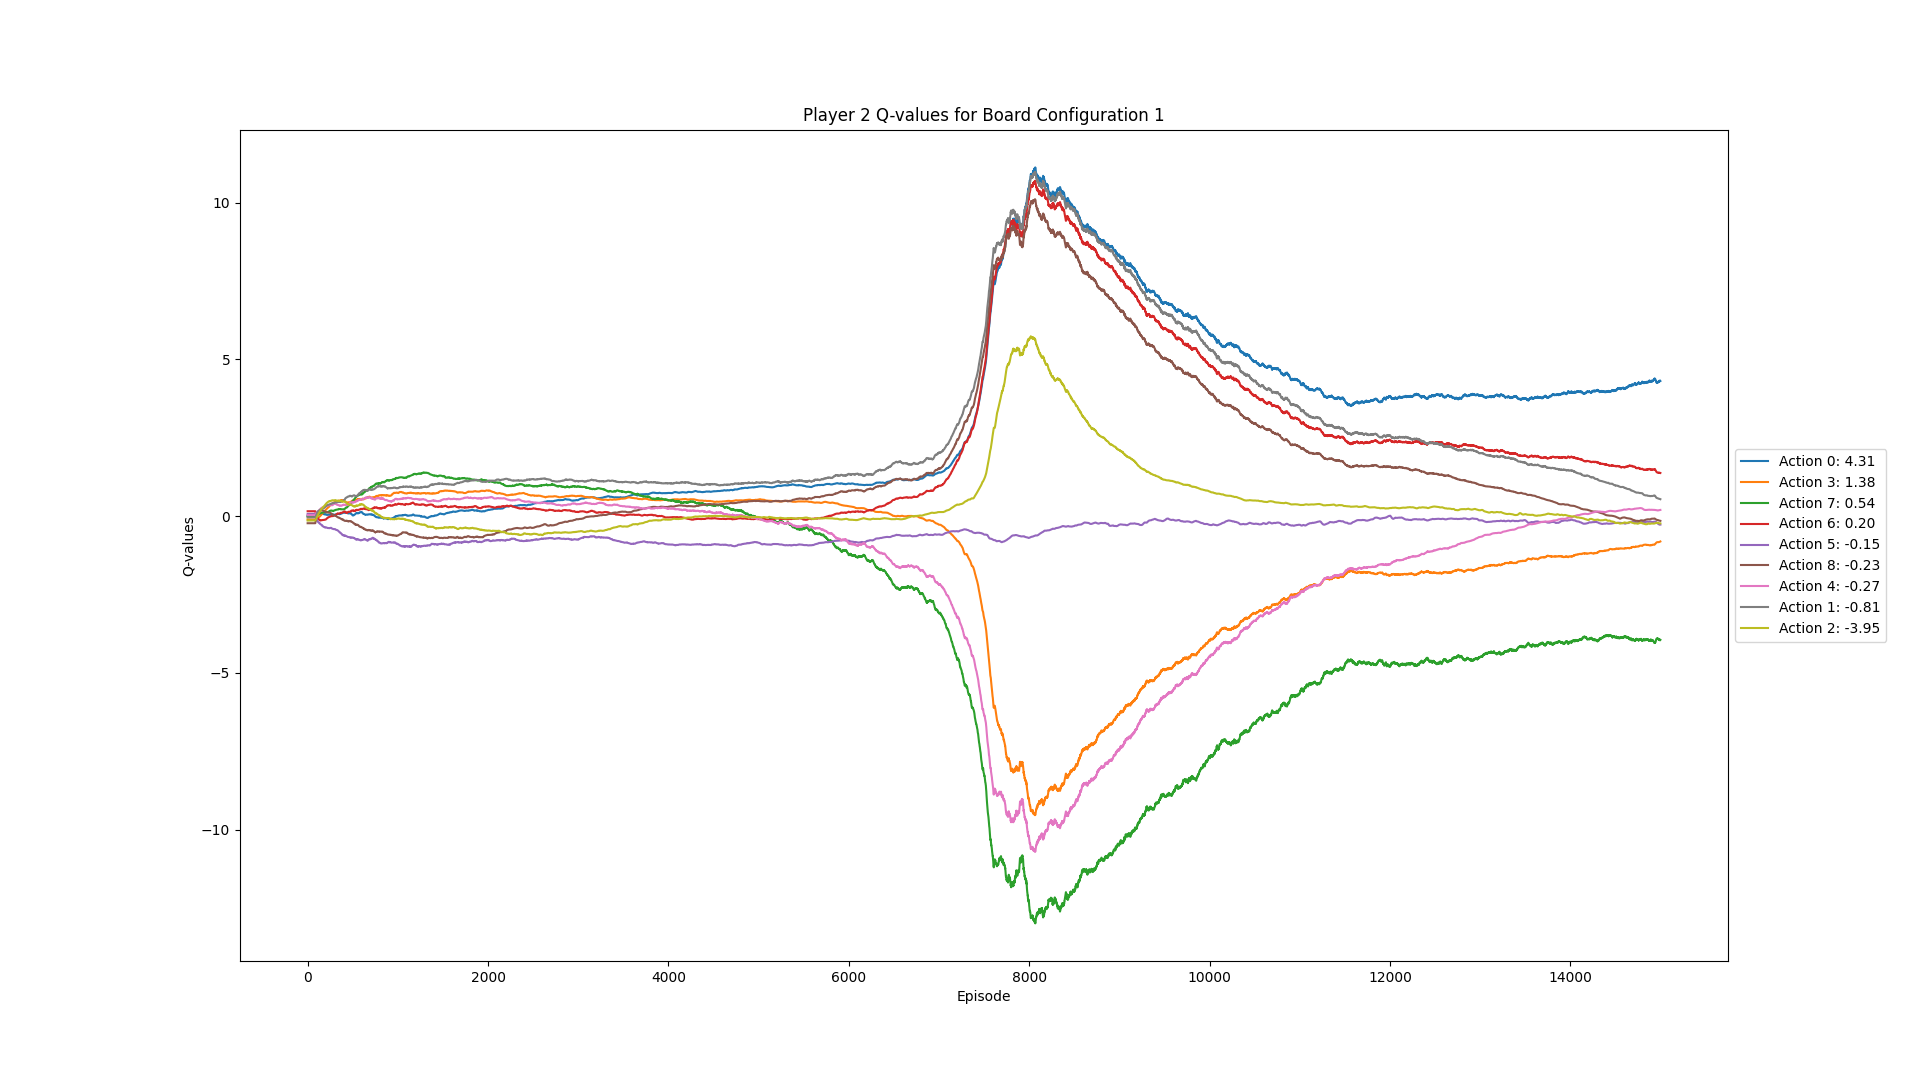 Player 2 Q-values for Board Configuration 1
10
5
0
−5
−10
Q-values
0 2000 4000 6000 8000 10000 12000 14000
Episode
Action 0: 4.31
Action 3: 1.38
Action 7: 0.54
Action 6: 0.20
Action 5: -0.15
Action 8: -0.23
Action 4: -0.27
Action 1: -0.81
Action 2: -3.95